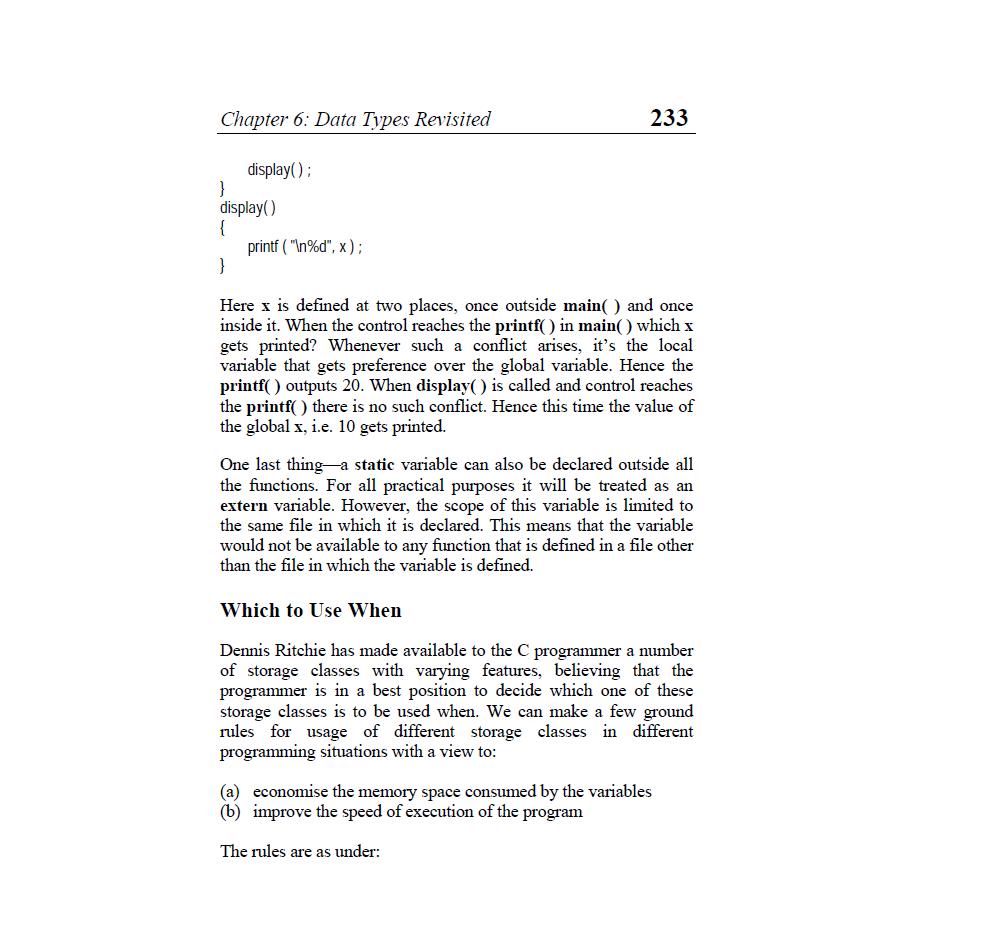 Chapter 6: Data Types Revisited 233
display( ) ;
}
display( )
{
printf ( "\n%d", x ) ;
}
Here x is defined at two places, once outside main( ) and once
inside it. When the control reaches the printf( ) in main( ) which x
gets printed? Whenever such a conflict arises, it’s the local
variable that gets preference over the global variable. Hence the
printf( ) outputs 20. When display( ) is called and control reaches
the printf( ) there is no such conflict. Hence this time the value of
the global x, i.e. 10 gets printed.
One last thing—a static variable can also be declared outside all
the functions. For all practical purposes it will be treated as an
extern variable. However, the scope of this variable is limited to
the same file in which it is declared. This means that the variable
would not be available to any function that is defined in a file other
than the file in which the variable is defined.
Which to Use When
Dennis Ritchie has made available to the C programmer a number
of storage classes with varying features, believing that the
programmer is in a best position to decide which one of these
storage classes is to be used when. We can make a few ground
rules for usage of different storage classes in different
programming situations with a view to:
(a) economise the memory space consumed by the variables
(b) improve the speed of execution of the program
The rules are as under: